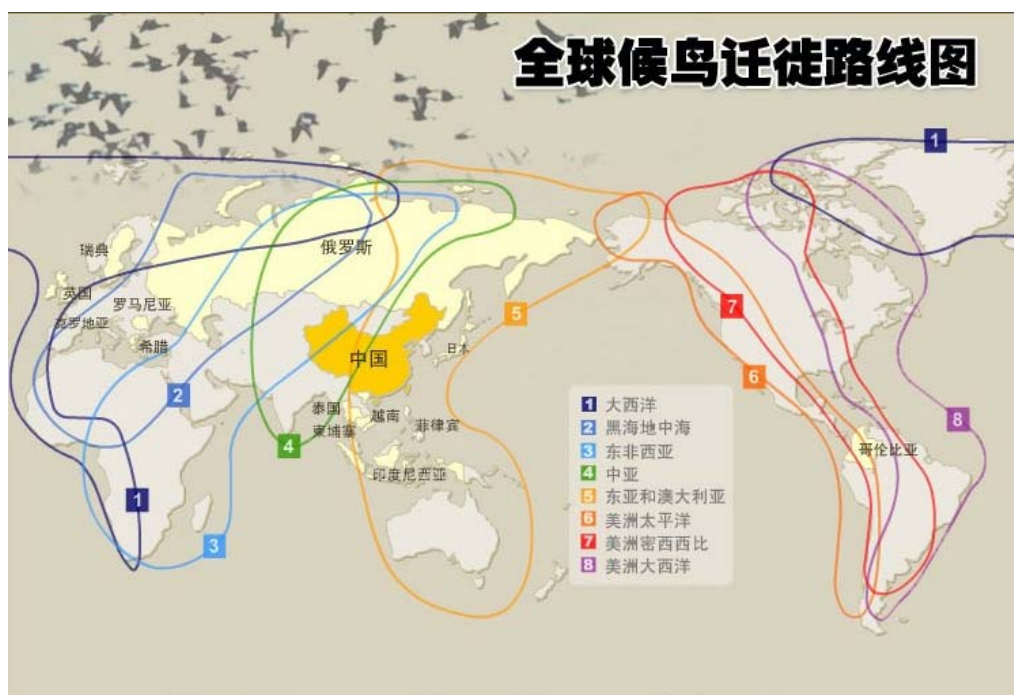 全球候鸟迁徙路线图
1
瑞典
俄罗斯
英国
罗马尼亚
克罗地亚
希腊
中国
日本
5
7
6
2
泰国
越南
柬埔寨
菲律宾
4
印度尼西亚
哥伦比亚
8
1
3
1 大西洋
2 黑海地中海
3 东非西亚
4 中亚
5 东亚和澳大利亚
6 美洲太平洋
7 美洲密西西比
8 美洲大西洋